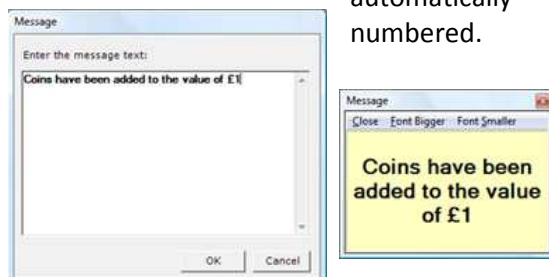 automatically
numbered.
Message
Enter the message text:
Coins have been added to the value of £1
OK
Cancel
Message
Close Font Bigger Font Smaller
Coins have been
added to the value
of £1